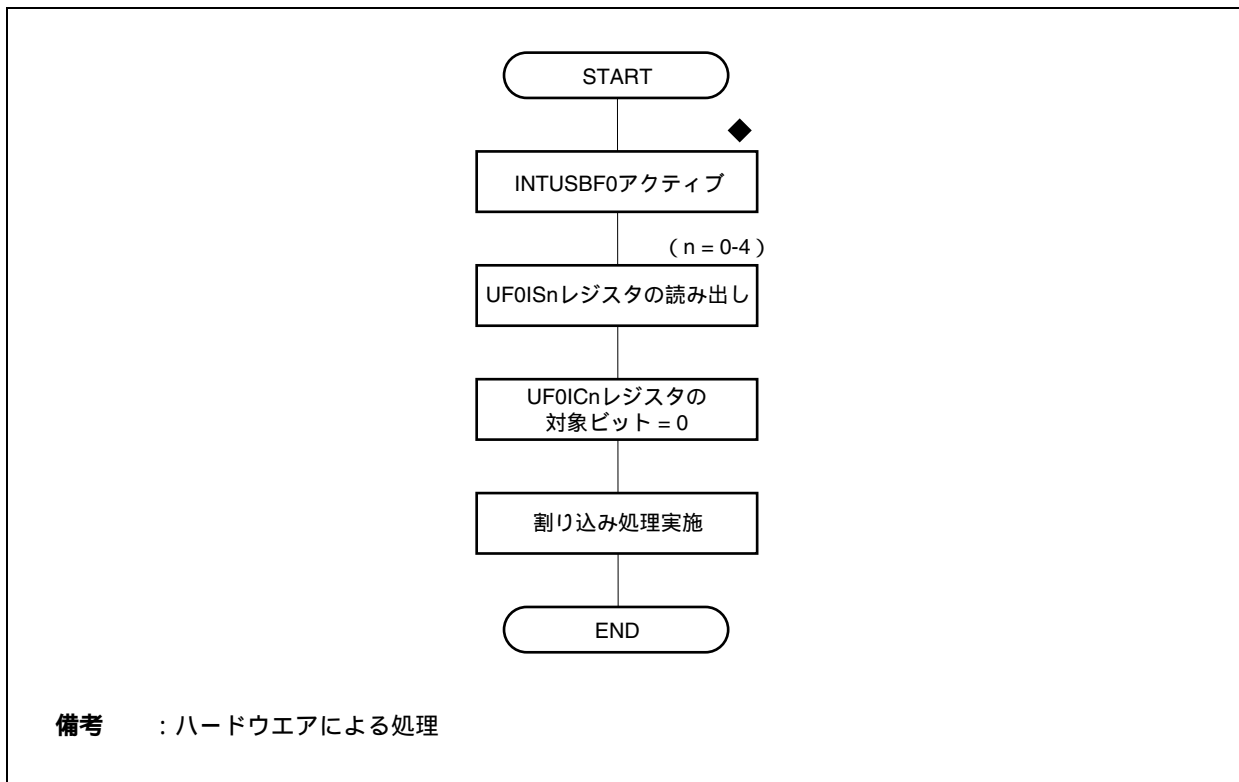 START
◆
INTUSBF0アクティブ
( n = 0-4 )
UF0ISnレジスタの読み出し
UF0ICnレジスタの
対象ビット = 0
割り込み処理実施
END
備考 : ハードウエアによる処理